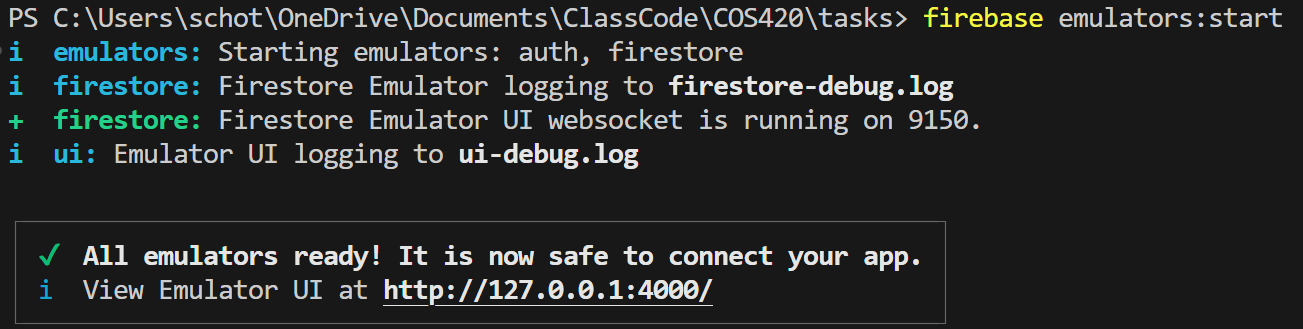 PS C:\Users\schot\OneDrive\Documents\ClassCode\COS420\tasks> firebase emulators:start
i  emulators: Starting emulators: auth, firestore
i  firestore: Firestore Emulator logging to firestore-debug.log
+  firestore: Firestore Emulator UI websocket is running on 9150.
i  ui: Emulator UI logging to ui-debug.log
✔  All emulators ready! It is now safe to connect your app.
i  View Emulator UI at http://127.0.0.1:4000/